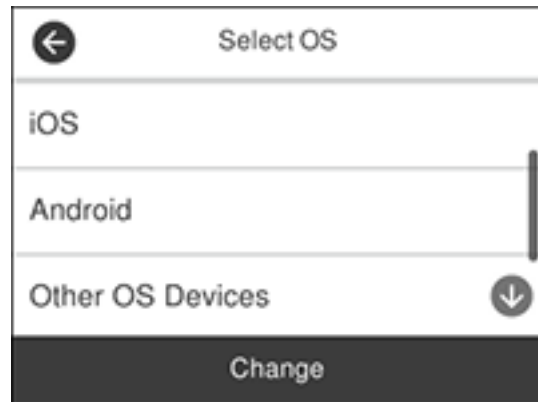 Select OS
iOS
Android
Other OS Devices
Change